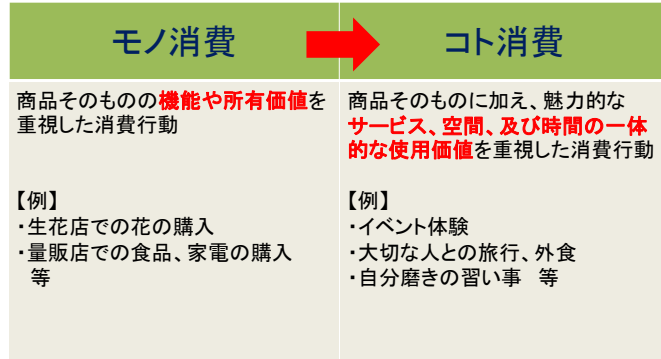 モノ消費
コト消費
商品そのものの機能や所有価値を
重視した消費行動
【例】
・生花店での花の購入
・量販店での食品、家電の購入
等
商品そのものに加え、魅力的な
サービス、空間、及び時間の一体
的な使用価値を重視した消費行動
【例】
・イベント体験
・大切な人との旅行、外食
・自分磨きの習い事　等